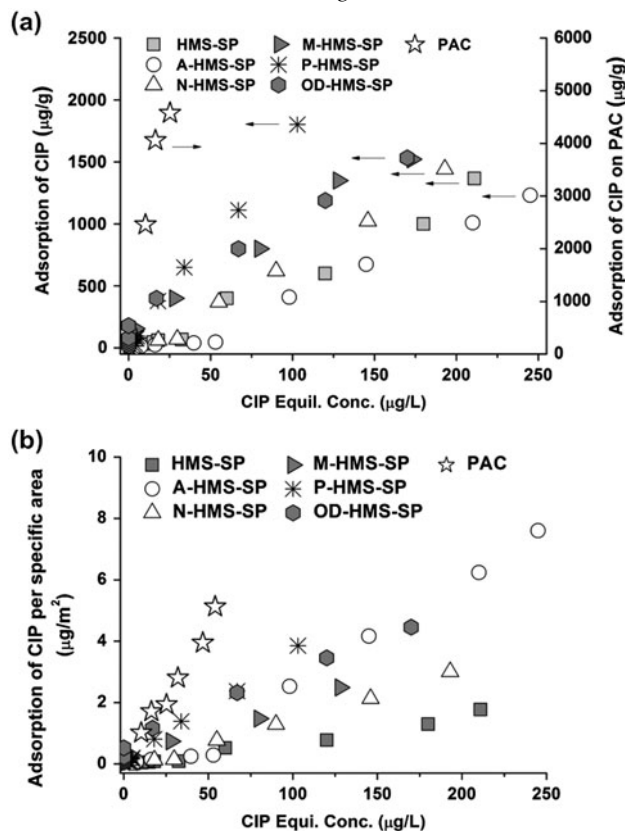 (a)
HMS-SP M-HMS-SP PAC
A-HMS-SP P-HMS-SP
N-HMS-SP OD-HMS-SP
Adsorption of CIP (μg/g)
2500
2000
1500
1000
500
0
Adsorption of CIP on PAC (μg/g)
6000
5000
4000
3000
2000
1000
0
0 50 100 150 200 250
CIP Equil. Conc. (μg/L)
(b)
HMS-SP M-HMS-SP PAC
A-HMS-SP P-HMS-SP
N-HMS-SP OD-HMS-SP
Adsorption of CIP per specific area
(μg/m²)
10
8
6
4
2
0
0 50 100 150 200 250
CIP Equi. Conc. (μg/L)